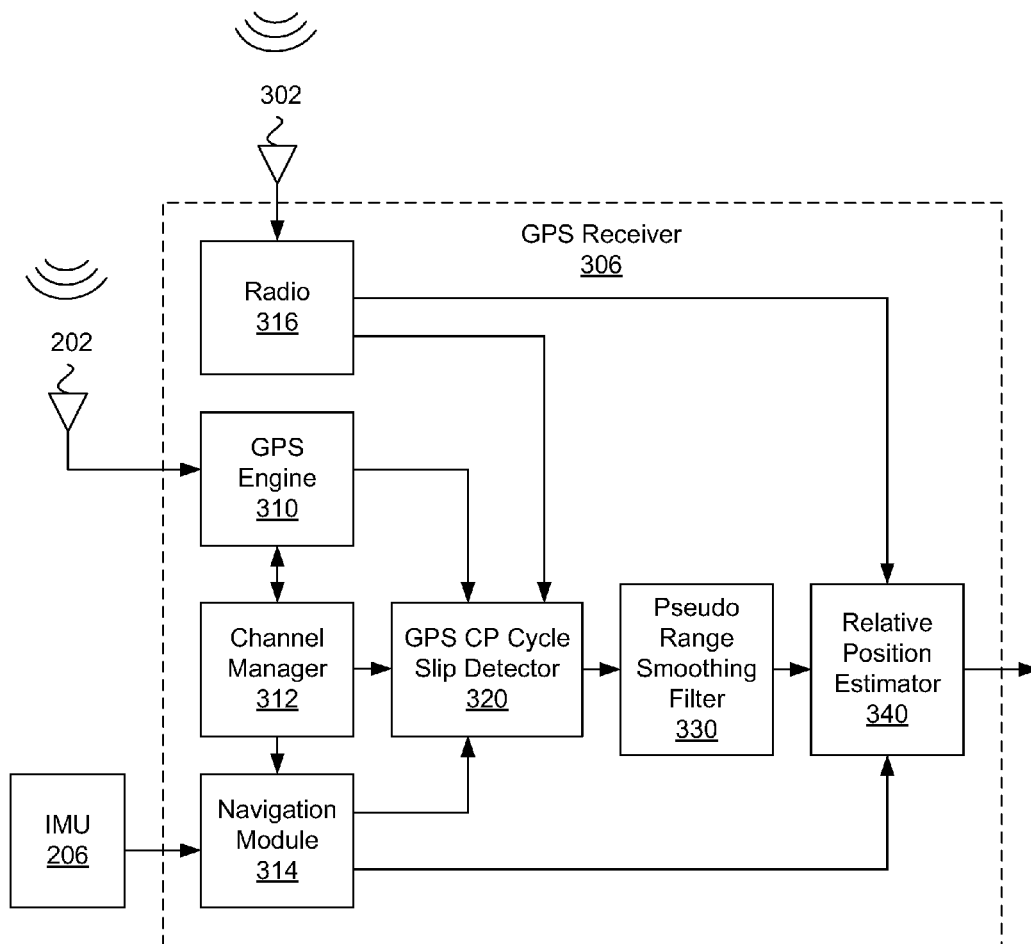 302
GPS Receiver
306
Radio
316
202
GPS
Engine
310
Channel
Manager
312
GPS CP Cycle
Slip Detector
320
Pseudo
Range
Smoothing
Filter
330
Relative
Position
Estimator
340
IMU
206
Navigation
Module
314